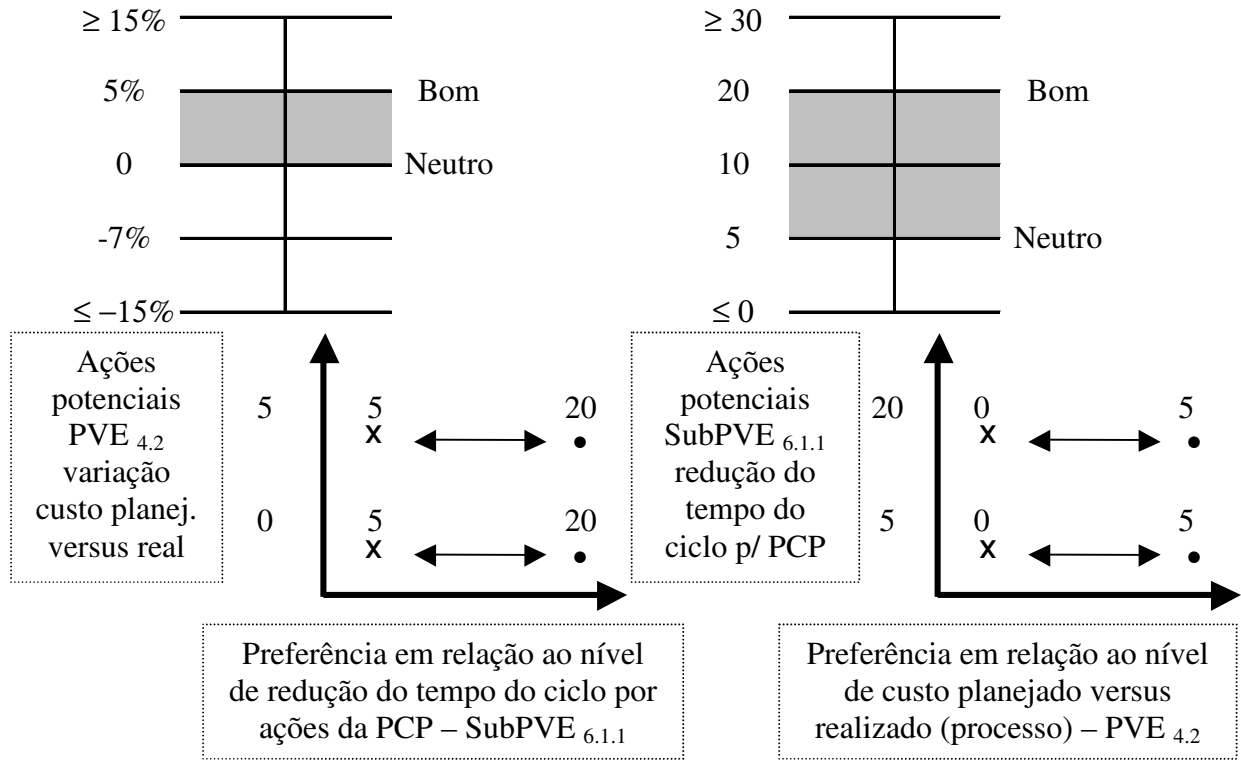 ≥ 15%
5%
Bom
0
Neutro
-7%
≤ –15%
≥ 30
20
Bom
10
5
Neutro
≤ 0
Ações
potenciais
PVE 4.2
variação
custo planej.
versus real
5
5
x
20
0
5
x
20
Preferência em relação ao nível
de redução do tempo do ciclo por
ações da PCP – SubPVE 6.1.1
Ações
potenciais
SubPVE 6.1.1
redução do
tempo do
ciclo p/ PCP
20
0
x
5
5
0
x
5
Preferência em relação ao nível
de custo planejado versus
realizado (processo) – PVE 4.2